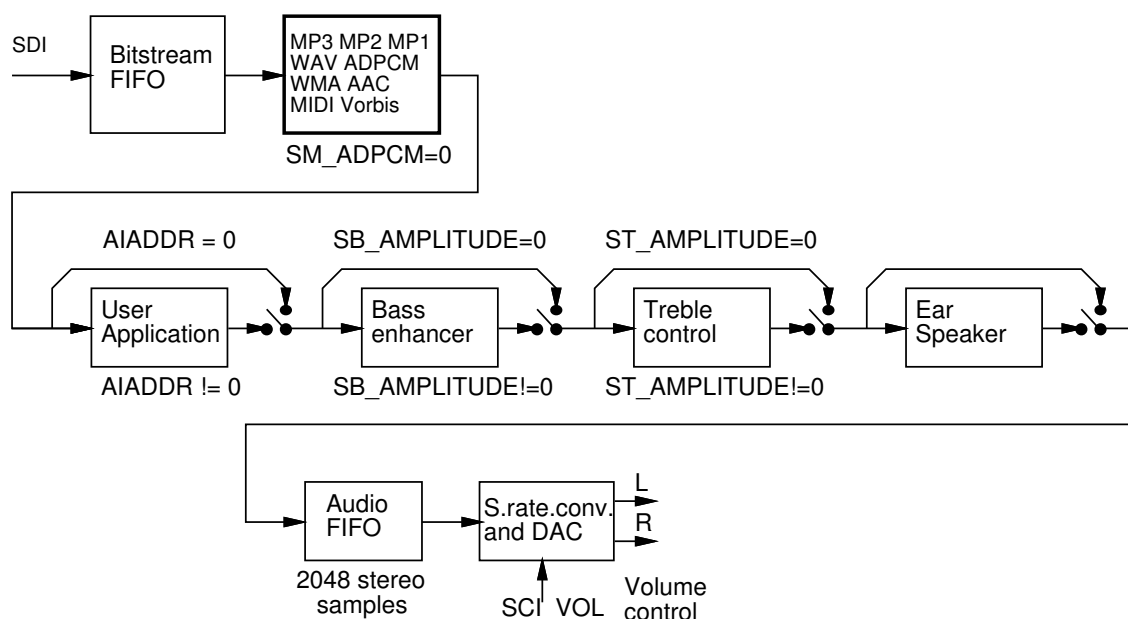 SDI
Bitstream
FIFO
MP3 MP2 MP1
WAV ADPCM
WMA AAC
MIDI Vorbis
SM_ADPCM=0
AIADDR = 0
SB_AMPLITUDE=0
ST_AMPLITUDE=0
User
Application
Bass
enhancer
Treble
control
Ear
Speaker
AIADDR != 0
SB_AMPLITUDE!=0
ST_AMPLITUDE!=0
Audio
FIFO
S.rate.conv.
and DAC
L
R
2048 stereo
samples
SCI_VOL
Volume
control